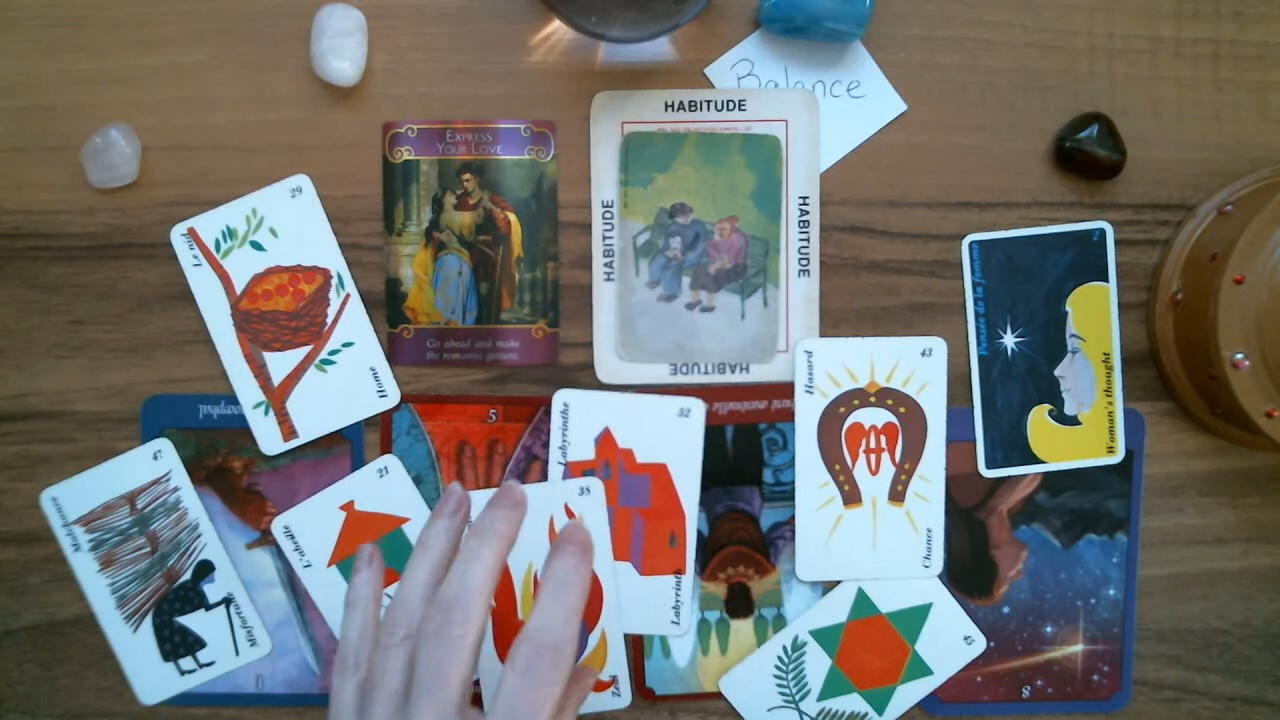 Balance
HABITUDE
HABITUDE
HABITUDE
HABITUDE
EXPRESS
YOUR LOVE
Go ahead and make
the romantic gesture.
29
Le nid
Home
Pensée de la femme
Woman's thought
43
Hasard
Chance
5
52
Labyrinthe
Labyrinth
47
Malchance
Misfortune
21
L'abeille
38
45
8